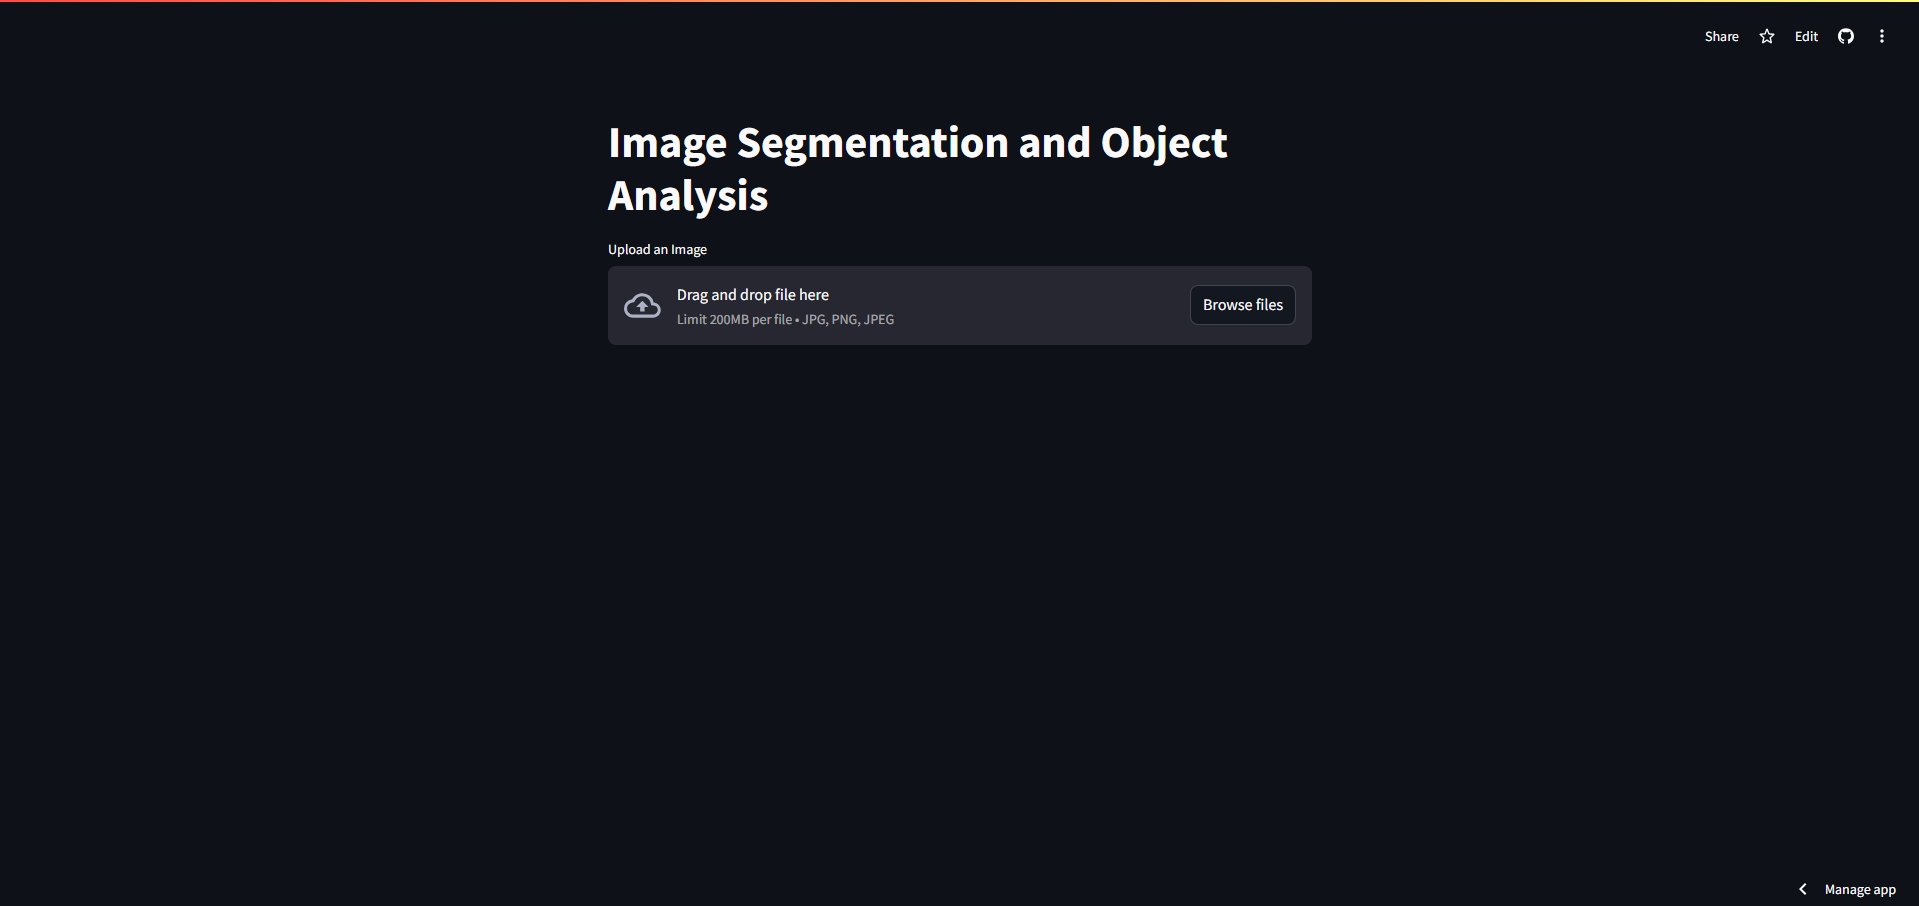 Share Edit
Image Segmentation and Object
Analysis
Upload an Image
Drag and drop file here
Limit 200MB per file • JPG, PNG, JPEG
Browse files
Manage app